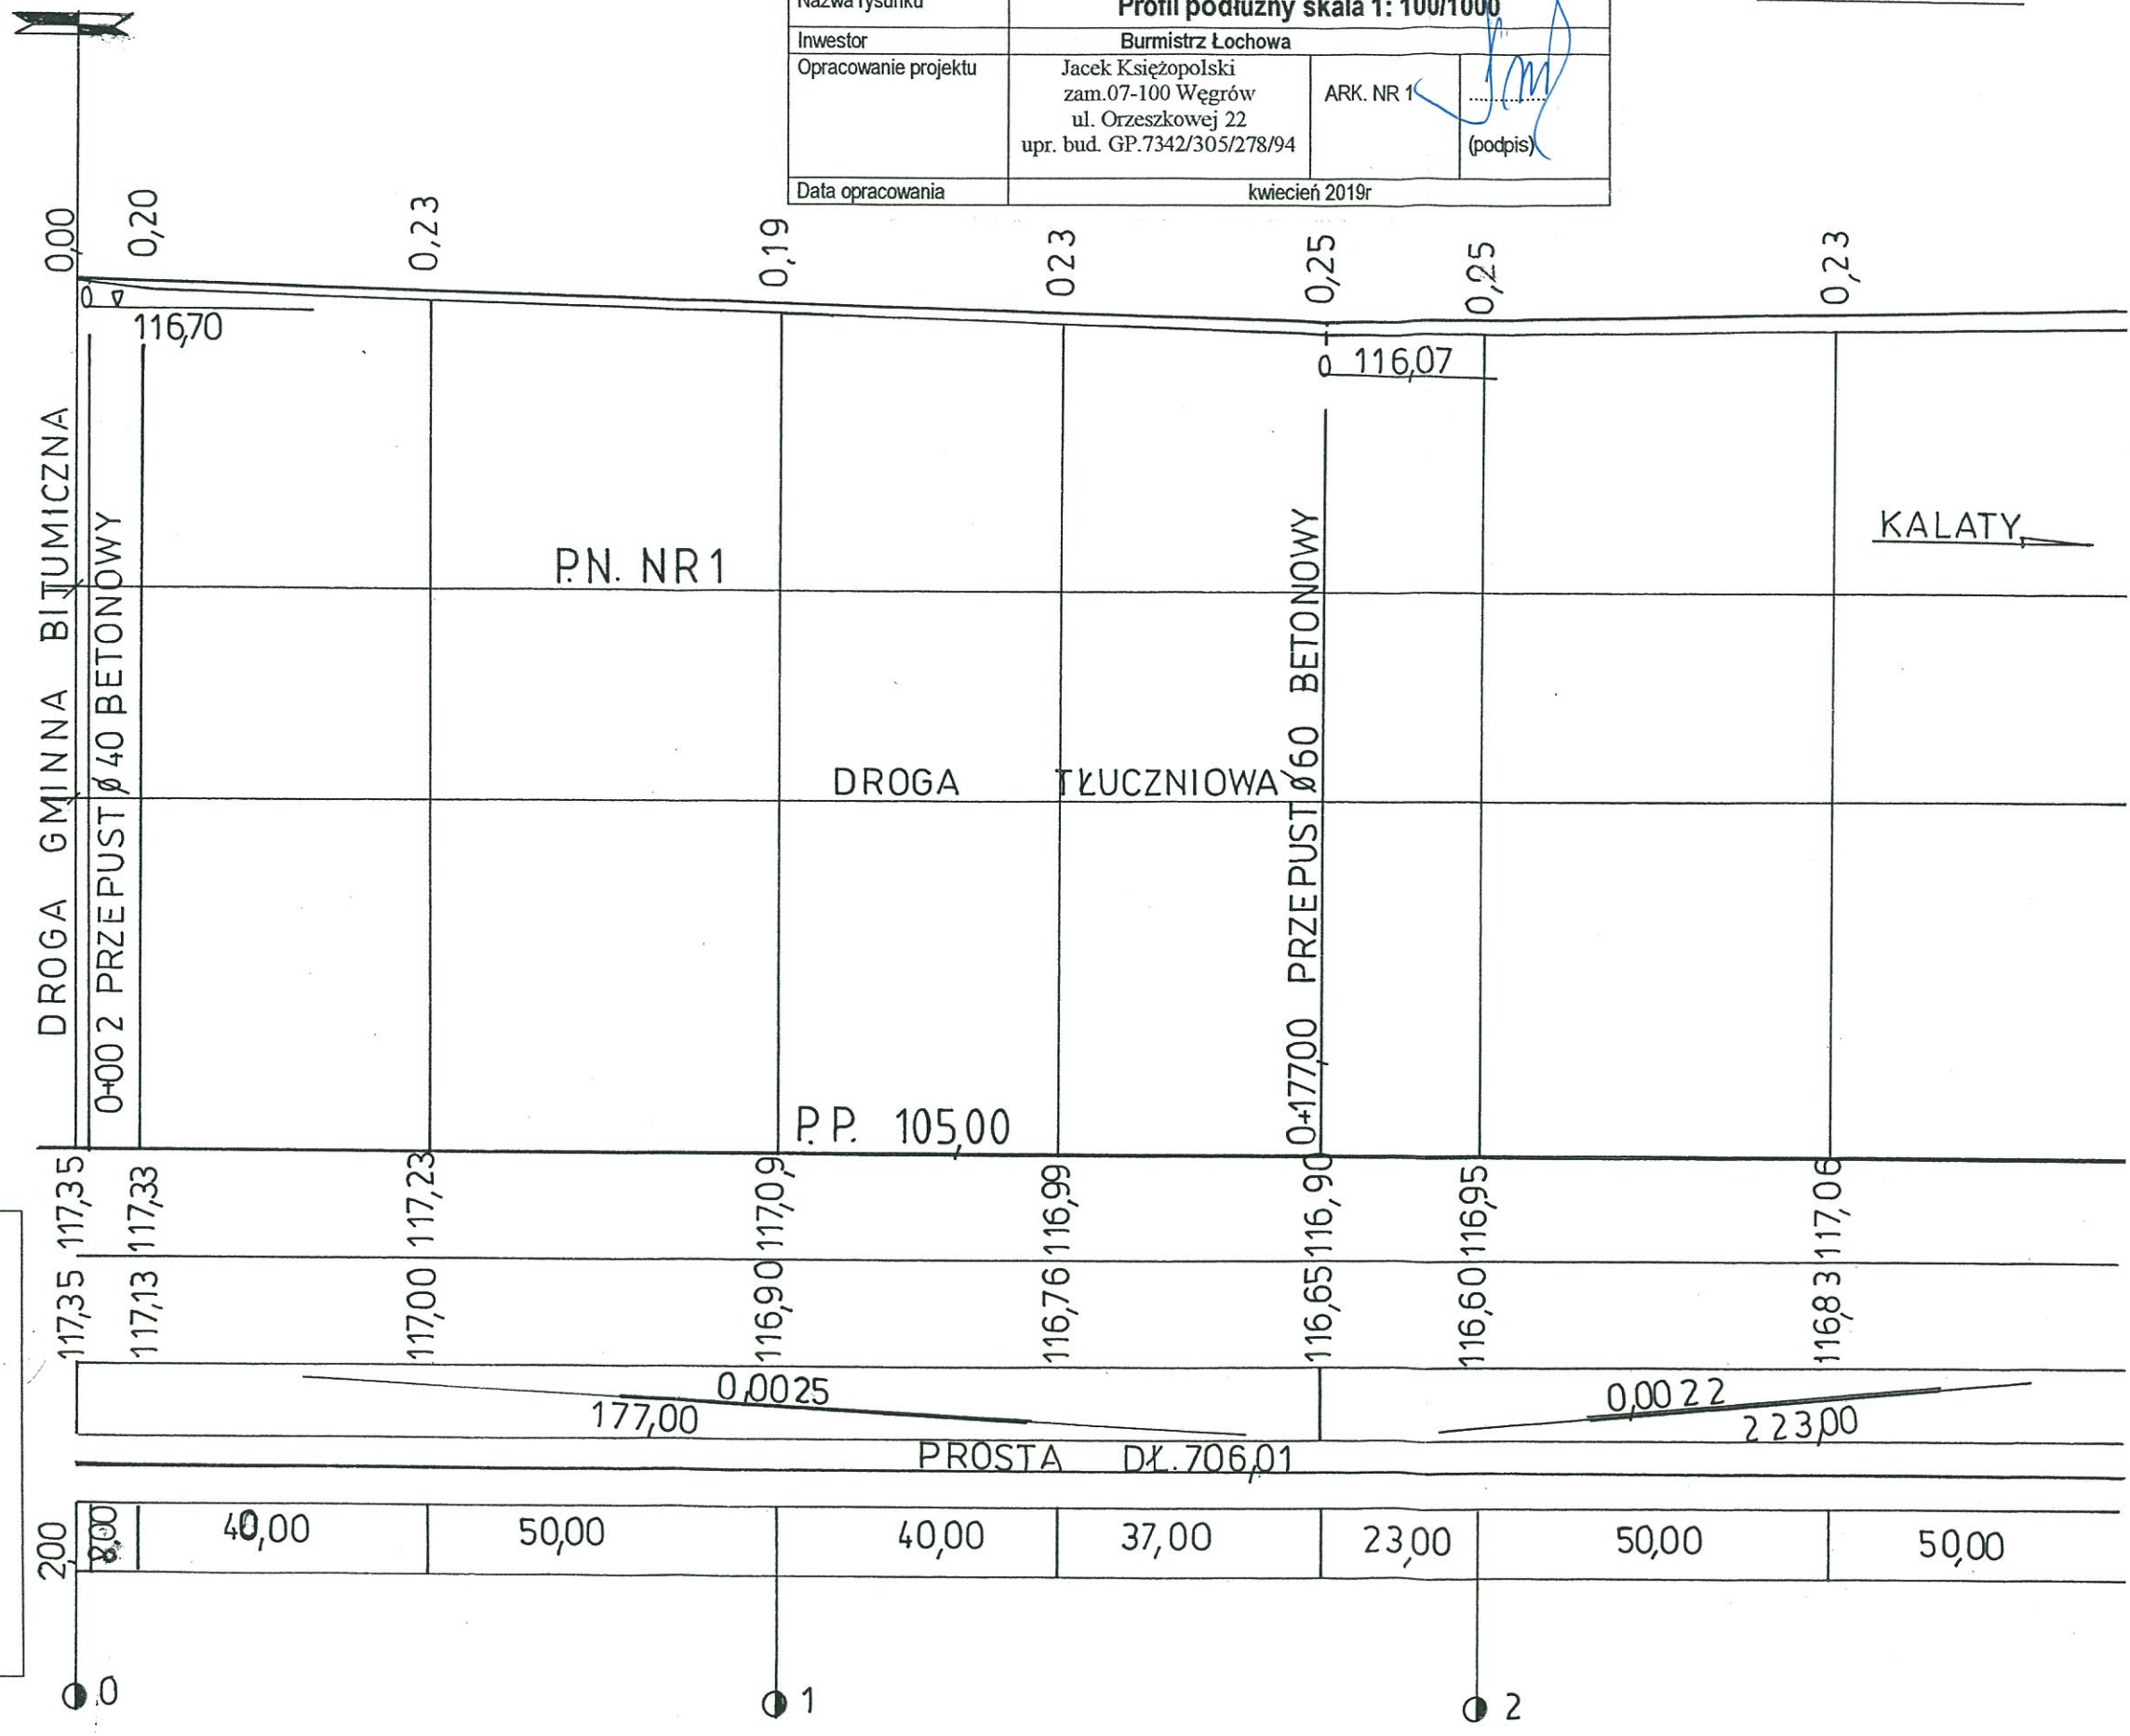 Nazwa rysunku
Profil podłużny skala 1: 100/1000
Inwestor
Burmistrz Łochowa
Opracowanie projektu
Jacek Księżopolski
zam.07-100 Węgrów
ul. Orzeszkowej 22
upr. bud. GP.7342/305/278/94
ARK. NR 1
(podpis)
Data opracowania
kwiecień 2019r
0,00
0,20
0,23
0,19
023
0,25
0,25
0,23
0
116,70
0 116,07
DROGA GMINNA BITUMICZNA
0+002 PRZEPUST Ø 40 BETONOWY
P.N. NR 1
KALATY
DROGA TŁUCZNIOWA
0+177,00 PRZEPUST Ø60 BETONOWY
P.P. 105,00
117,35
117,33
117,23
117,09
116,99
116,90
116,95
117,06
117,35
117,13
117,00
116,90
116,76
116,65
116,60
116,83
0,0025
177,00
0,0022
223,00
PROSTA DŁ. 706,01
2,00
8,00
40,00
50,00
40,00
37,00
23,00
50,00
50,00
0
1
2